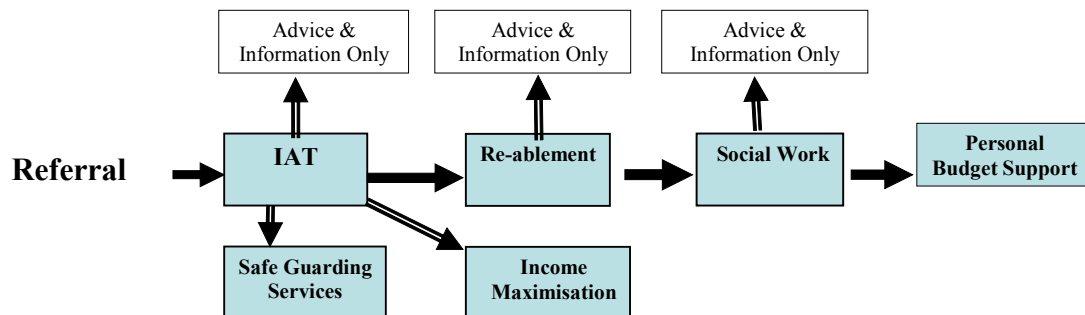 Advice &
Information Only
Advice &
Information Only
Advice &
Information Only
Referral
IAT
Re-ablement
Social Work
Personal
Budget Support
Safe Guarding
Services
Income
Maximisation